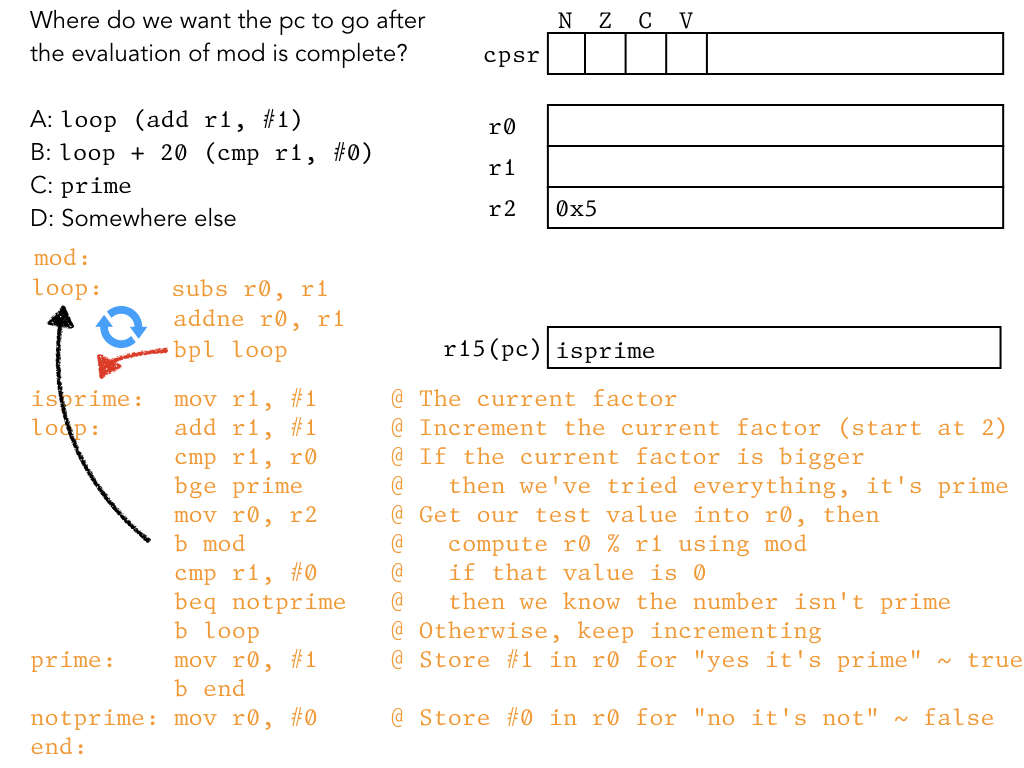 Where do we want the pc to go after
the evaluation of mod is complete?
A: loop (add r1, #1)
B: loop + 20 (cmp r1, #0)
C: prime
D: Somewhere else
N Z C V
cpsr
r0
r1
r2 0x5
r15(pc) isprime
mod:
loop: subs r0, r1
addne r0, r1
bpl loop
isprime: mov r1, #1 @ The current factor
loop: add r1, #1 @ Increment the current factor (start at 2)
cmp r1, r0 @ If the current factor is bigger
bge prime @ then we've tried everything, it's prime
mov r0, r2 @ Get our test value into r0, then
b mod @ compute r0 % r1 using mod
cmp r1, #0 @ if that value is 0
beq notprime @ then we know the number isn't prime
b loop @ Otherwise, keep incrementing
prime: mov r0, #1 @ Store #1 in r0 for "yes it's prime" ~ true
b end
notprime: mov r0, #0 @ Store #0 in r0 for "no it's not" ~ false
end: